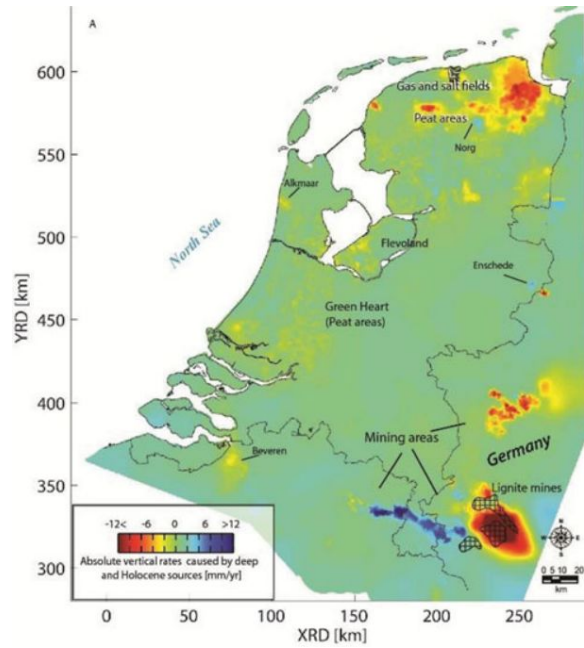 A
600
550
500
450
400
350
300
YRD [km]
Gas and salt fields
Peat areas
Norg
Alkmaar
North Sea
Flevoland
Enschede
Green Heart
(Peat areas)
Mining areas
Germany
Beveren
Lignite mines
-12< -6 0 6 >12
Absolute vertical rates caused by deep
and Holocene sources [mm/yr]
N
W E
S
0 5 10 20
km
0 50 100 150 200 250
XRD [km]